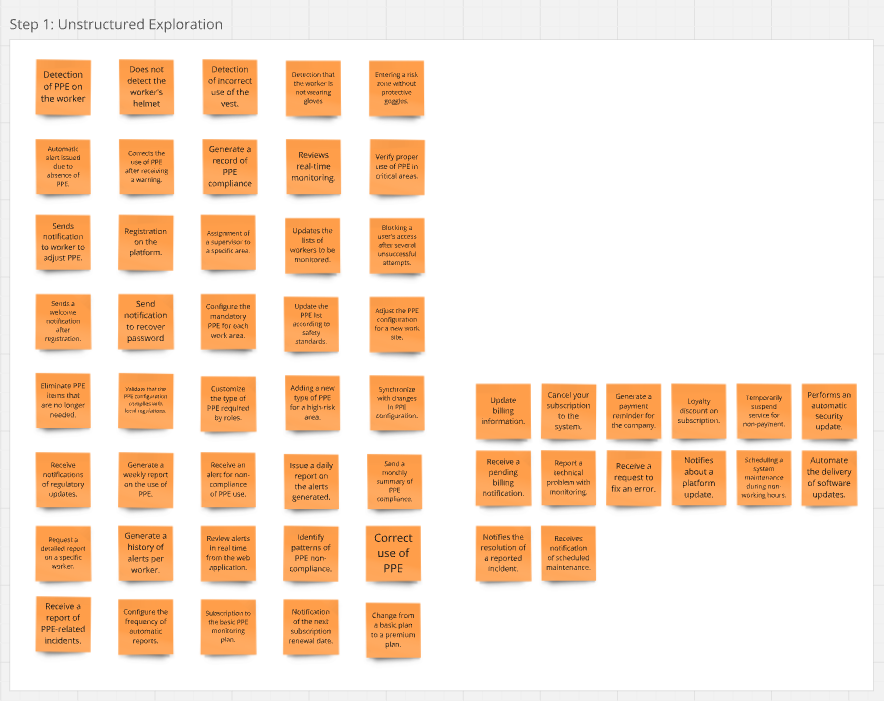 Step 1: Unstructured Exploration
Detection
of PPE on
the worker
Does not
detect the
worker's
helmet
Detection
of incorrect
use of the
vest.
Detection that
the worker is
not wearing
gloves
Entering a risk
zone without
protective
goggles.
Automatic
alert issued
due to
absence of
PPE.
Corrects the
use of PPE
after receiving
a warning.
Generate a
record of
PPE
compliance
Reviews
real-time
monitoring.
Verify proper
use of PPE in
critical areas.
Sends
notification
to worker to
adjust PPE.
Registration
on the
platform.
Assignment of
a supervisor to
a specific area.
Updates the
lists of
workers to be
monitored.
Blocking a
user's access
after several
unsuccessful
attempts.
Sends a
welcome
notification
after
registration.
Send
notification
to recover
password
Configure the
mandatory
PPE for each
work area.
Update the
PPE list
according to
safety
standards.
Adjust the PPE
configuration
for a new work
site.
Eliminate PPE
items that
are no longer
needed.
Validate that the
PPE configuration
complies with
local regulations.
Customize
the type of
PPE required
by roles.
Adding a new
type of PPE
for a high-risk
area.
Synchronize
with changes
in PPE
configuration.
Receive
notifications
of regulatory
updates.
Generate a
weekly report
on the use of
PPE.
Receive an
alert for non-
compliance
of PPE use.
Issue a daily
report on
the alerts
generated.
Send a
monthly
summary of
PPE
compliance.
Request a
detailed report
on a specific
worker.
Generate a
history of
alerts per
worker.
Review alerts
in real time
from the web
application.
Identify
patterns of
PPE non-
compliance.
Correct
use of
PPE
Receive a
report of
PPE-related
incidents.
Configure the
frequency of
automatic
reports.
Subscription to
the basic PPE
monitoring
plan.
Notification
of the next
subscription
renewal date.
Change from
a basic plan
to a premium
plan.
Update
billing
information.
Cancel your
subscription
to the
system.
Generate a
payment
reminder for
the company.
Loyalty
discount on
subscription.
Temporarily
suspend
service for
non-payment.
Performs an
automatic
security
update.
Receive a
pending
billing
notification.
Report a
technical
problem with
monitoring.
Receive a
request to
fix an error.
Notifies
about a
platform
update.
Scheduling a
system
maintenance
during non-
working hours.
Automate
the delivery
of software
updates.
Notifies the
resolution of
a reported
incident.
Receives
notification
of scheduled
maintenance.